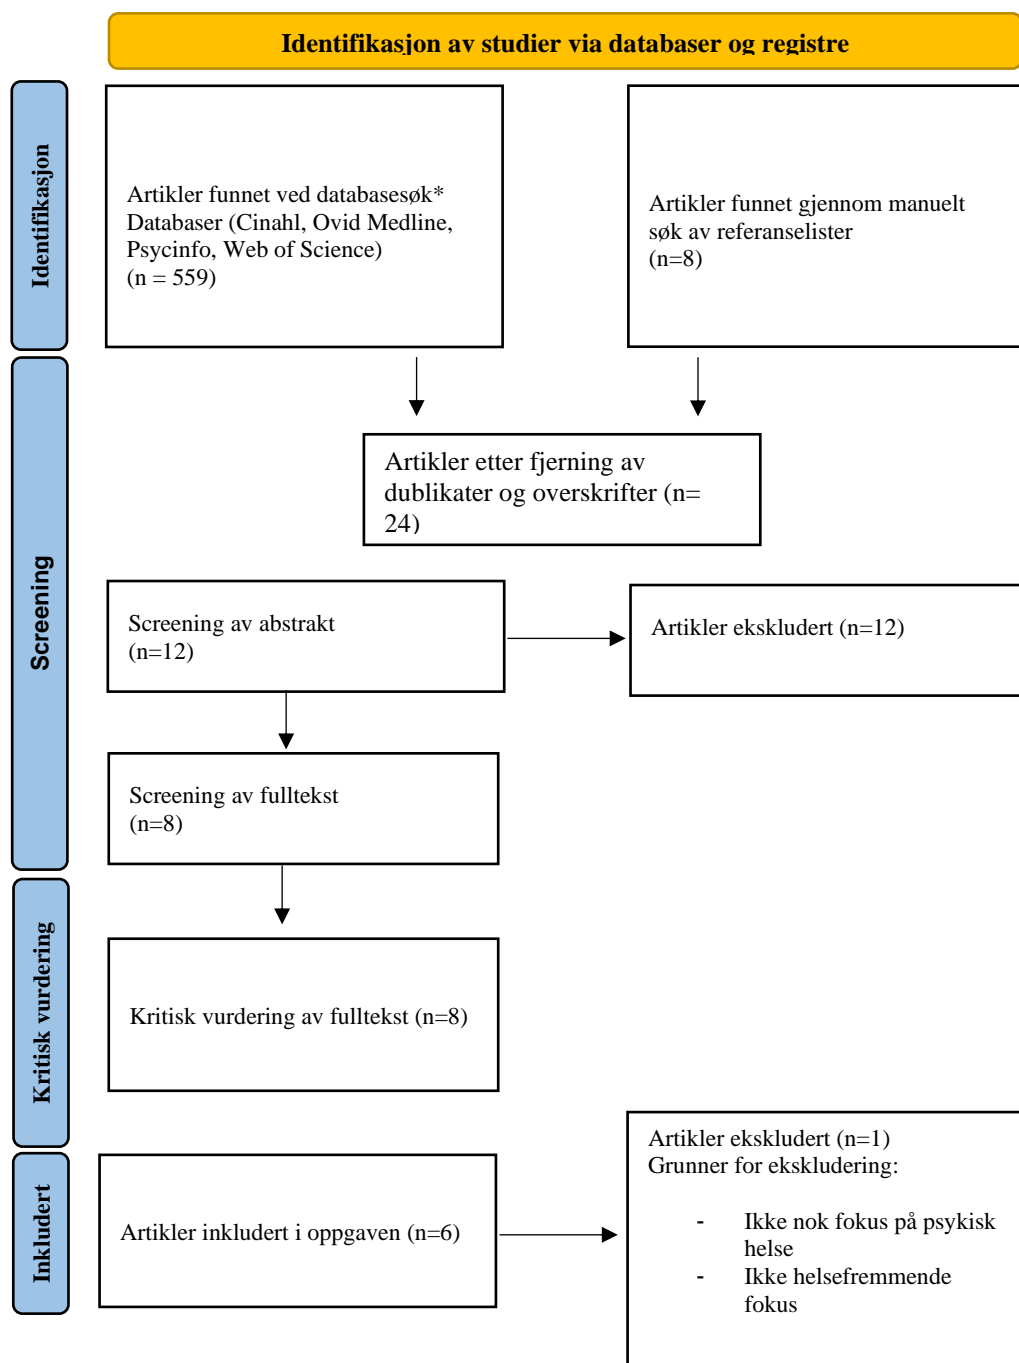 Identifikasjon av studier via databaser og registre
Identifikasjon
Artikler funnet ved databasesøk*
Databaser (Cinahl, Ovid Medline,
Psycinfo, Web of Science)
(n = 559)
Artikler funnet gjennom manuelt
søk av referanselister
(n=8)
Screening
Artikler etter fjerning av
dublikater og overskrifter (n=
24)
Screening av abstrakt
(n=12)
Artikler ekskludert (n=12)
Screening av fulltekst
(n=8)
Kritisk vurdering
Kritisk vurdering av fulltekst (n=8)
Inkludert
Artikler inkludert i oppgaven (n=6)
Artikler ekskludert (n=1)
Grunner for ekskludering:
- Ikke nok fokus på psykisk
helse
- Ikke helsefremmende
fokus